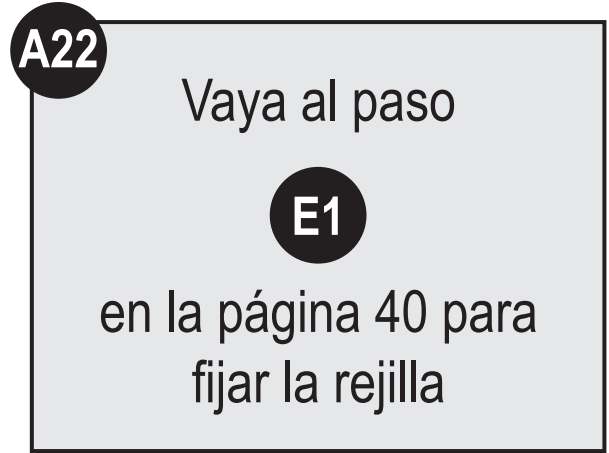 A22
Vaya al paso
E1
en la página 40 para
fijar la rejilla